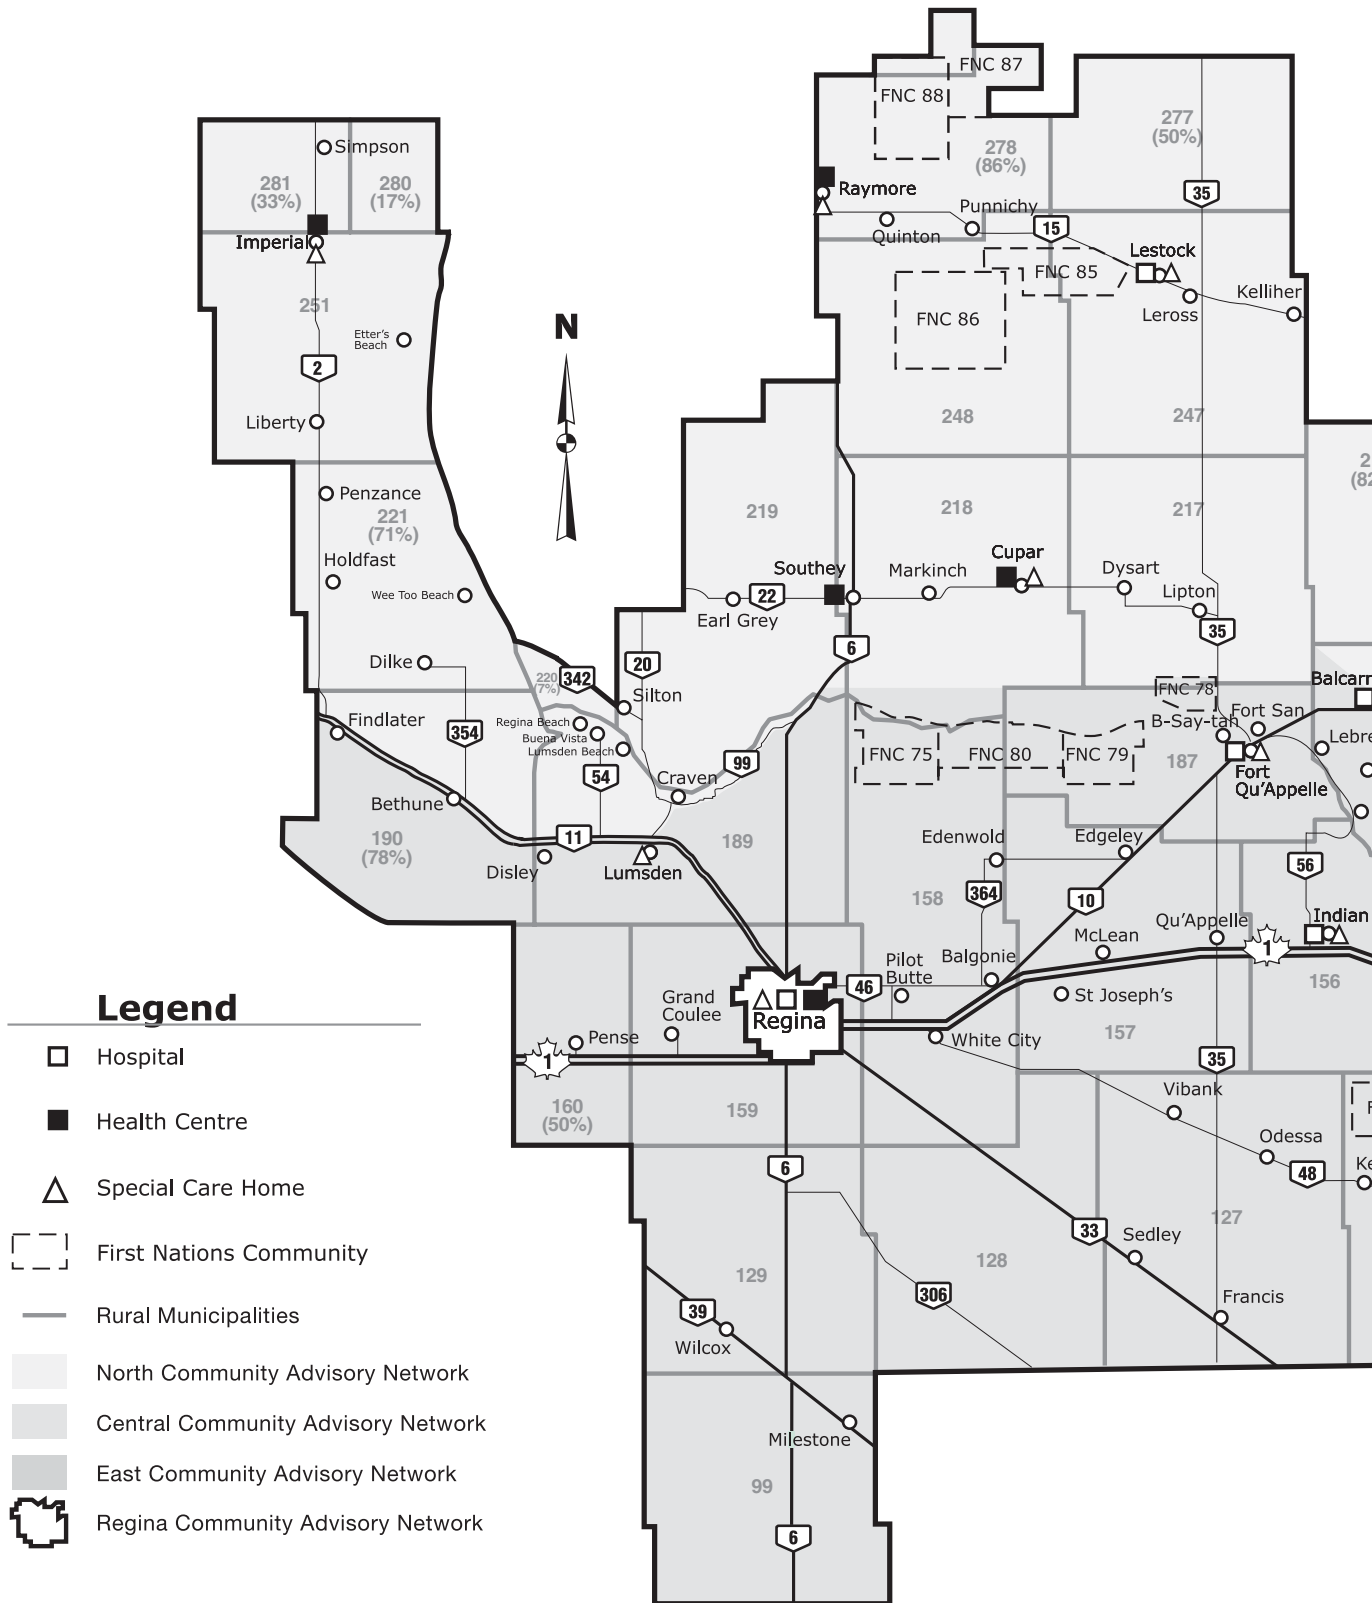 FNC 87
FNC 88
277
(50%)
278
(86%)
Simpson
281
(33%)
280
(17%)
35
Raymore
Punnichy
15
Quinton
Imperial
Lestock
FNC 85
251
Kelliher
Leross
FNC 86
N
Etter's
Beach
2
Liberty
248
247
Penzance
221
(71%)
219
218
217
Holdfast
Wee Too Beach
Southey
Markinch
Cupar
Dysart
Lipton
22
Earl Grey
35
6
Dilke
20
220
(7%)
342
Silton
FNC 78
Balcarr
Findlater
354
Regina Beach
Buena Vista
Lumsden Beach
Fort San
B-Say-tah
Lebre
99
FNC 75
FNC 80
FNC 79
187
54
Craven
Fort
Qu'Appelle
Bethune
11
190
(78%)
189
Edenwold
Edgeley
Disley
Lumsden
56
158
364
10
Qu'Appelle
Indian
McLean
1
Pilot
Butte
Balgonie
46
156
Grand
Coulee
St Joseph's
Regina
157
White City
Pense
1
35
160
(50%)
159
Vibank
Odessa
48
Ke
6
127
33
Sedley
128
129
306
Francis
39
Wilcox
Milestone
99
6
Legend
Hospital
Health Centre
Special Care Home
First Nations Community
Rural Municipalities
North Community Advisory Network
Central Community Advisory Network
East Community Advisory Network
Regina Community Advisory Network